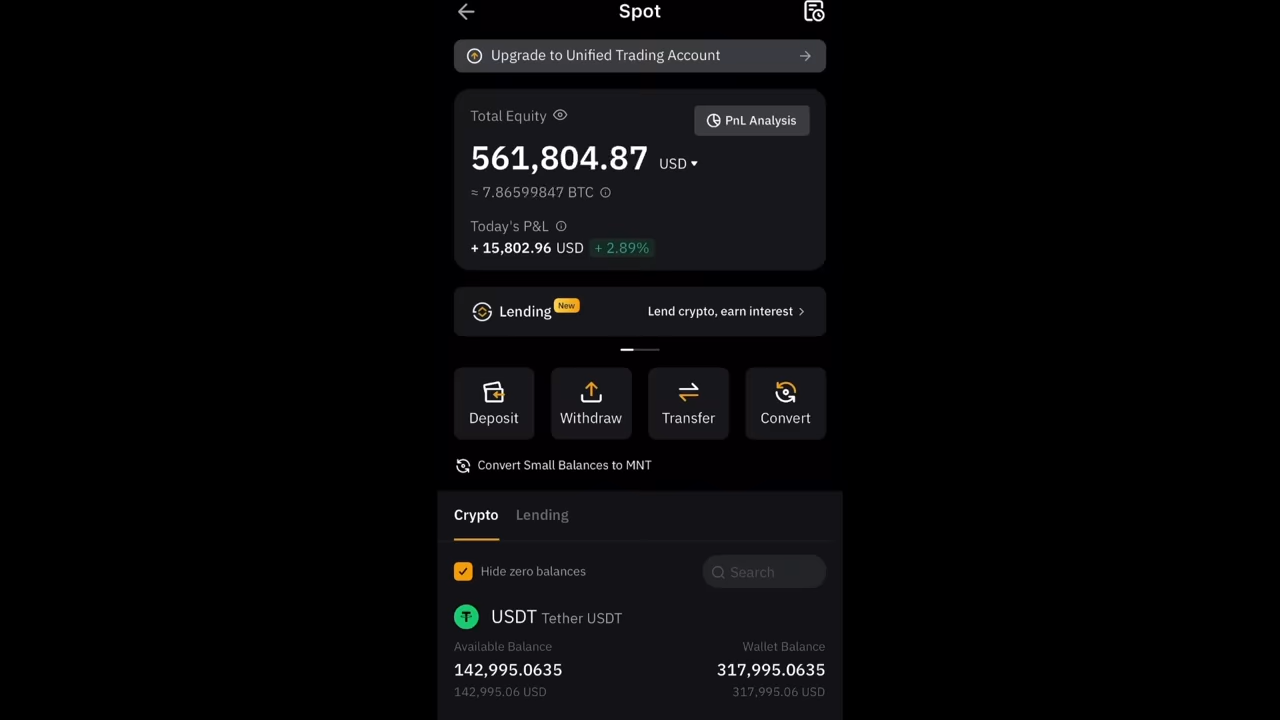 Spot
Upgrade to Unified Trading Account
Total Equity
PnL Analysis
561,804.87 USD
≈ 7.86599847 BTC
Today's P&L
+ 15,802.96 USD + 2.89%
Lending New Lend crypto, earn interest
Deposit Withdraw Transfer Convert
Convert Small Balances to MNT
Crypto Lending
Hide zero balances Search
USDT Tether USDT
Available Balance Wallet Balance
142,995.0635 317,995.0635
142,995.06 USD 317,995.06 USD